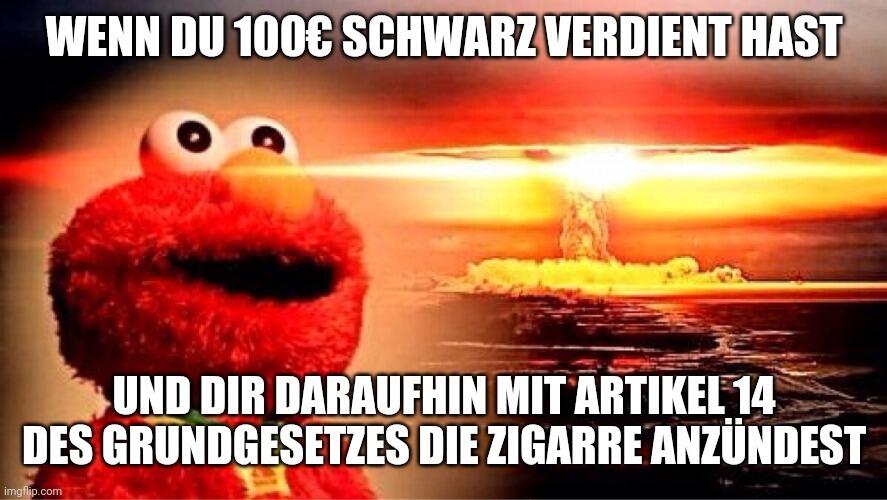 WENN DU 100€ SCHWARZ VERDIENT HAST
UND DIR DARAUFHIN MIT ARTIKEL 14
DES GRUNDGESETZES DIE ZIGARRE ANZÜNDEST
imgflip.com